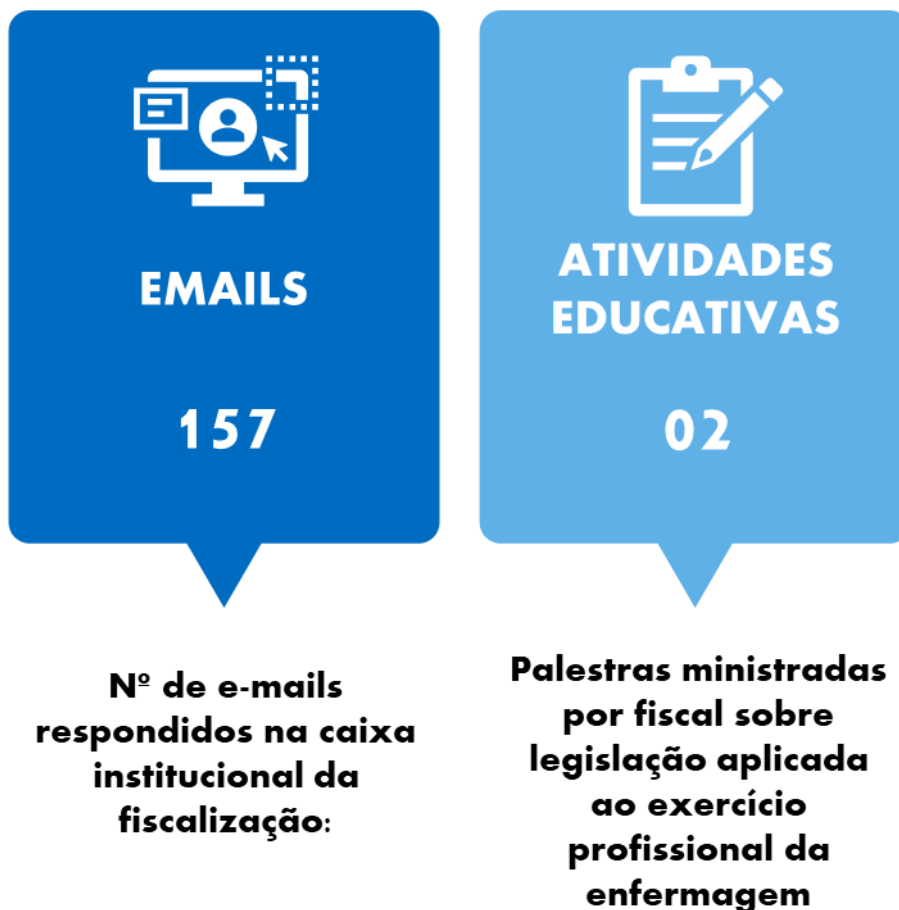 EMAILS
157
Nº de e-mails
respondidos na caixa
institucional da
fiscalização:
ATIVIDADES
EDUCATIVAS
02
Palestras ministradas
por fiscal sobre
legislação aplicada
ao exercício
profissional da
enfermagem